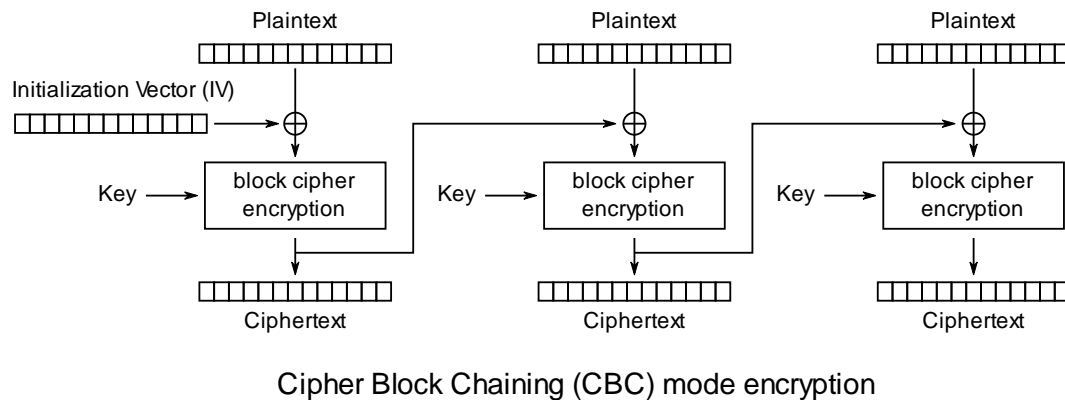 Plaintext
Plaintext
Plaintext
Initialization Vector (IV)
Key
block cipher
encryption
Key
block cipher
encryption
Key
block cipher
encryption
Ciphertext
Ciphertext
Ciphertext
Cipher Block Chaining (CBC) mode encryption